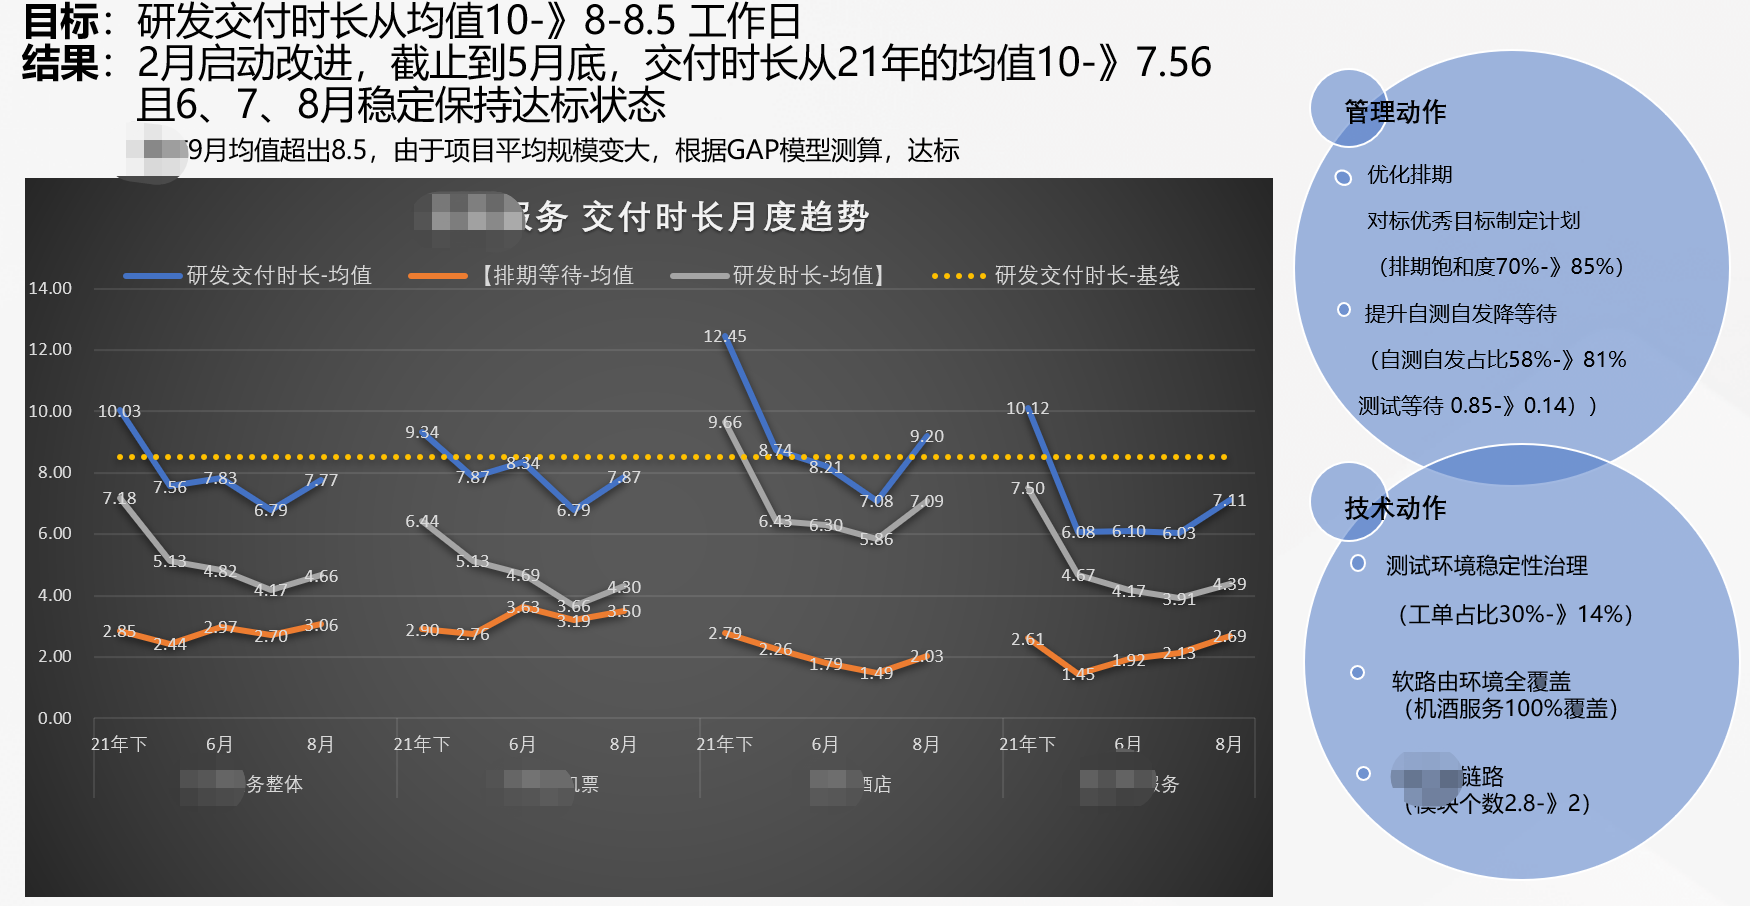 目标：研发交付时长从均值10-》8-8.5 工作日
结果：2月启动改进，截止到5月底，交付时长从21年的均值10-》7.56
且6、7、8月稳定保持达标状态
9月均值超出8.5，由于项目平均规模变大，根据GAP模型测算，达标
服务 交付时长月度趋势
研发交付时长-均值 【排期等待-均值 研发时长-均值】 研发交付时长-基线
14.00
12.00
10.00
8.00
6.00
4.00
2.00
0.00
10.03 7.56 7.83 6.79 7.77
7.18 5.13 4.82 4.17 4.66
2.85 2.44 2.97 2.70 3.06
9.34 7.87 8.34 6.79 7.87
6.44 5.13 4.69 3.66 4.30
2.90 2.76 3.63 3.19 3.50
12.45 8.74 8.21 7.08 9.20
9.66 6.43 6.30 5.86 7.09
2.79 2.26 1.79 1.49 2.03
10.12 6.08 6.10 6.03 7.11
7.50 4.67 4.17 3.91 4.39
2.61 1.45 1.92 2.13 2.69
21年下 6月 8月 21年下 6月 8月 21年下 6月 8月 21年下 6月 8月
务整体 机票 酒店 服务
管理动作
优化排期
对标优秀目标制定计划
（排期饱和度70%-》85%）
提升自测自发降等待
（自测自发占比58%-》81%
测试等待 0.85-》0.14））
技术动作
测试环境稳定性治理
（工单占比30%-》14%）
软路由环境全覆盖
（机酒服务100%覆盖）
链路
（模块个数2.8-》2）